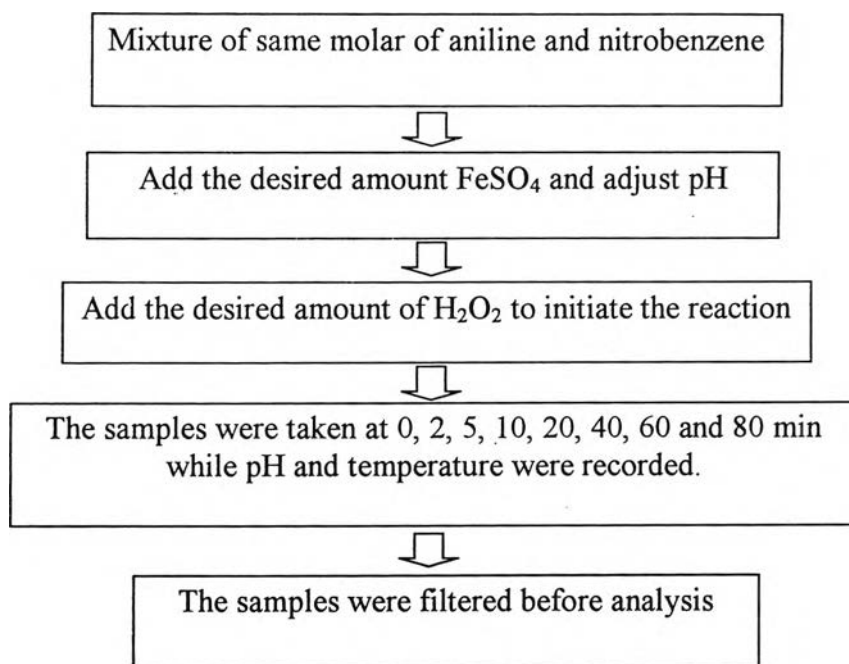 Mixture of same molar of aniline and nitrobenzene
Add the desired amount FeSO₄ and adjust pH
Add the desired amount of H₂O₂ to initiate the reaction
The samples were taken at 0, 2, 5, 10, 20, 40, 60 and 80 min
while pH and temperature were recorded.
The samples were filtered before analysis